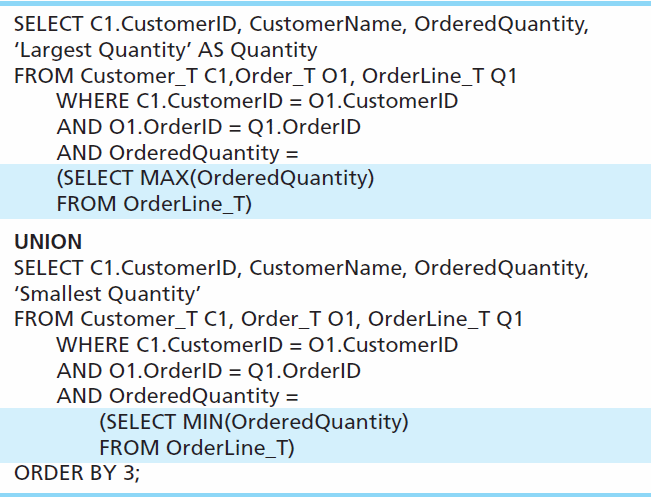 SELECT C1.CustomerID, CustomerName, OrderedQuantity,
‘Largest Quantity’ AS Quantity
FROM Customer_T C1,Order_T O1, OrderLine_T Q1
WHERE C1.CustomerID = O1.CustomerID
AND O1.OrderID = Q1.OrderID
AND OrderedQuantity =
(SELECT MAX(OrderedQuantity)
FROM OrderLine_T)
UNION
SELECT C1.CustomerID, CustomerName, OrderedQuantity,
‘Smallest Quantity’
FROM Customer_T C1, Order_T O1, OrderLine_T Q1
WHERE C1.CustomerID = O1.CustomerID
AND O1.OrderID = Q1.OrderID
AND OrderedQuantity =
(SELECT MIN(OrderedQuantity)
FROM OrderLine_T)
ORDER BY 3;